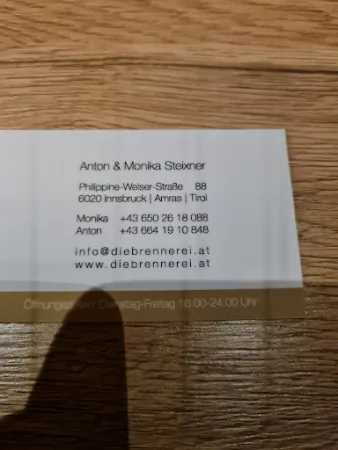 Anton & Monika Steixner
Philippine-Welser-Straße 88
6020 Innsbruck | Amras | Tirol
Monika +43 650 26 18 088
Anton +43 664 19 10 848
info@diebrennerei.at
www.diebrennerei.at
Öffnungszeiten: Dienstag-Freitag 16.00-24.00 Uhr